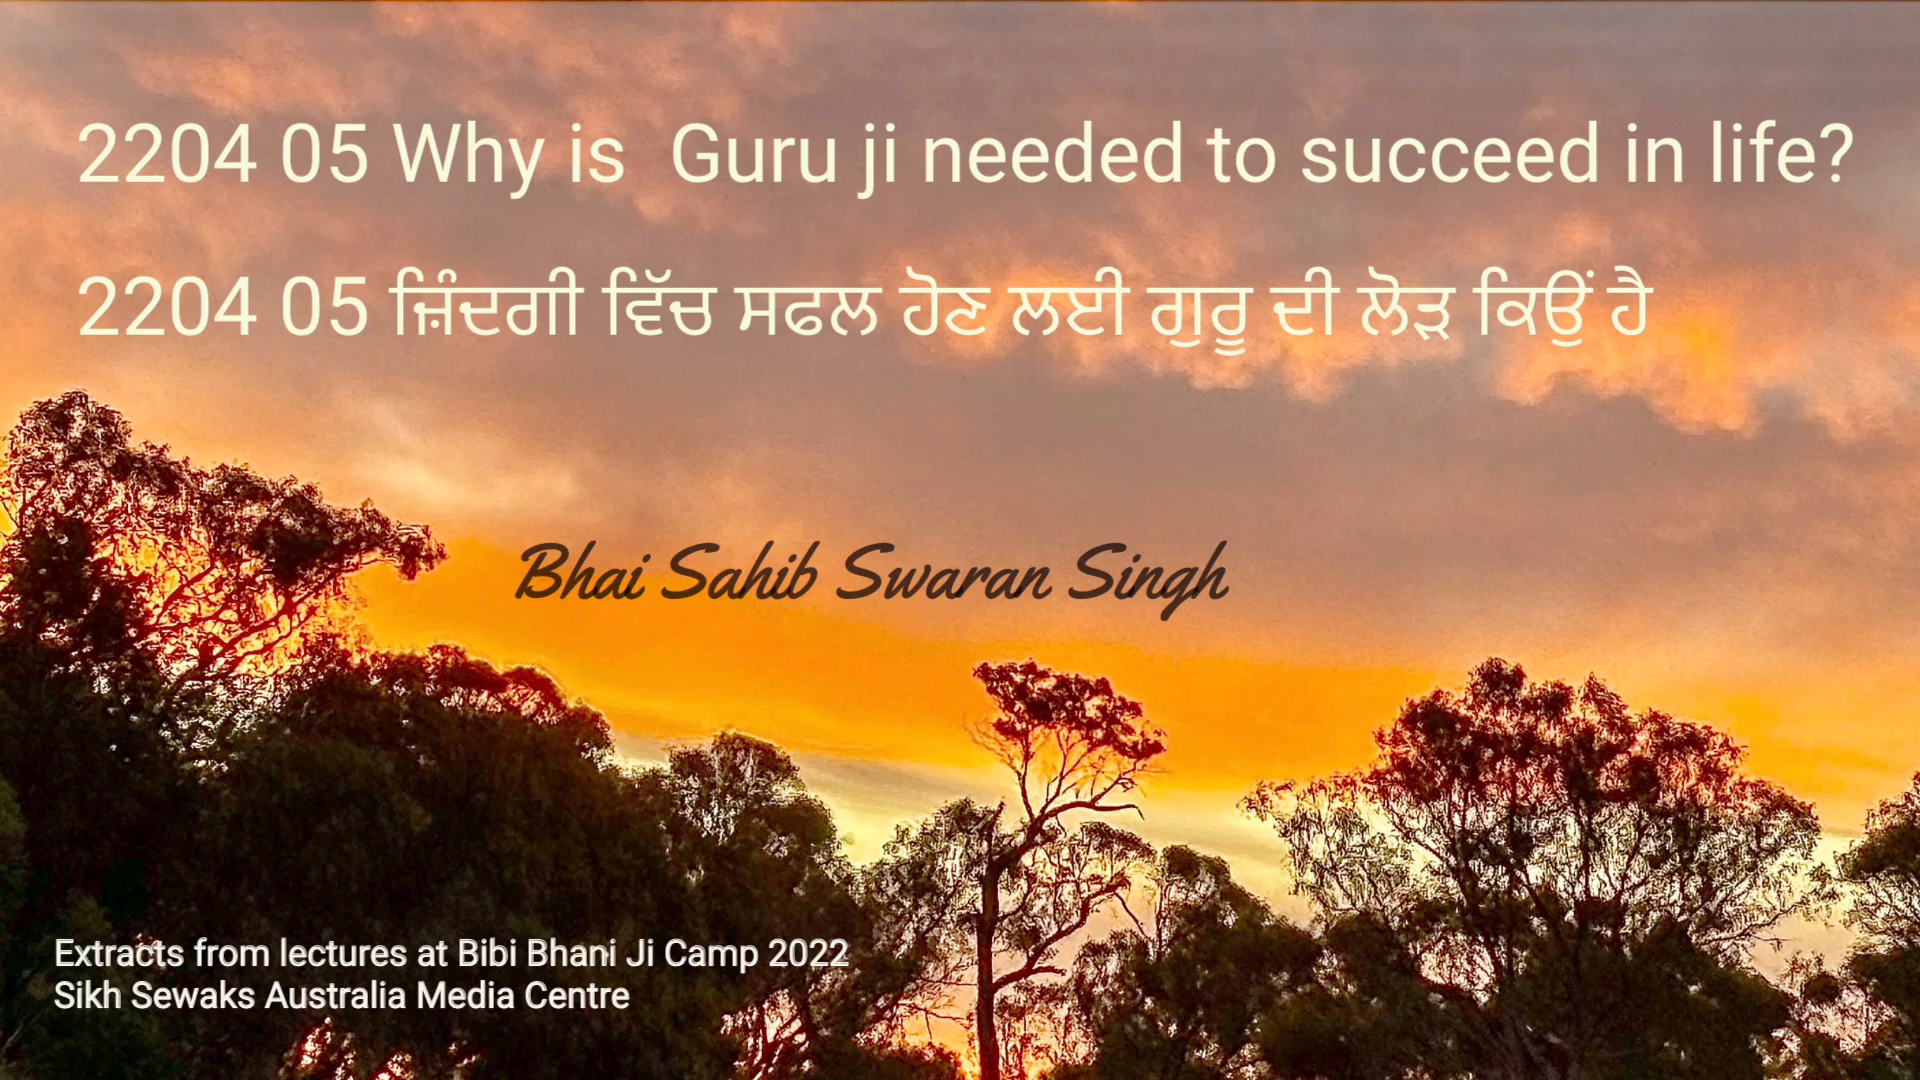 2204 05 Why is  Guru ji needed to succeed in life?
2204 05 ਜ਼ਿੰਦਗੀ ਵਿੱਚ ਸਫਲ ਹੋਣ ਲਈ ਗੁਰੂ ਦੀ ਲੋੜ ਕਿਉਂ ਹੈ
Bhai Sahib Swaran Singh
Extracts from lectures at Bibi Bhani Ji Camp 2022
Sikh Sewaks Australia Media Centre